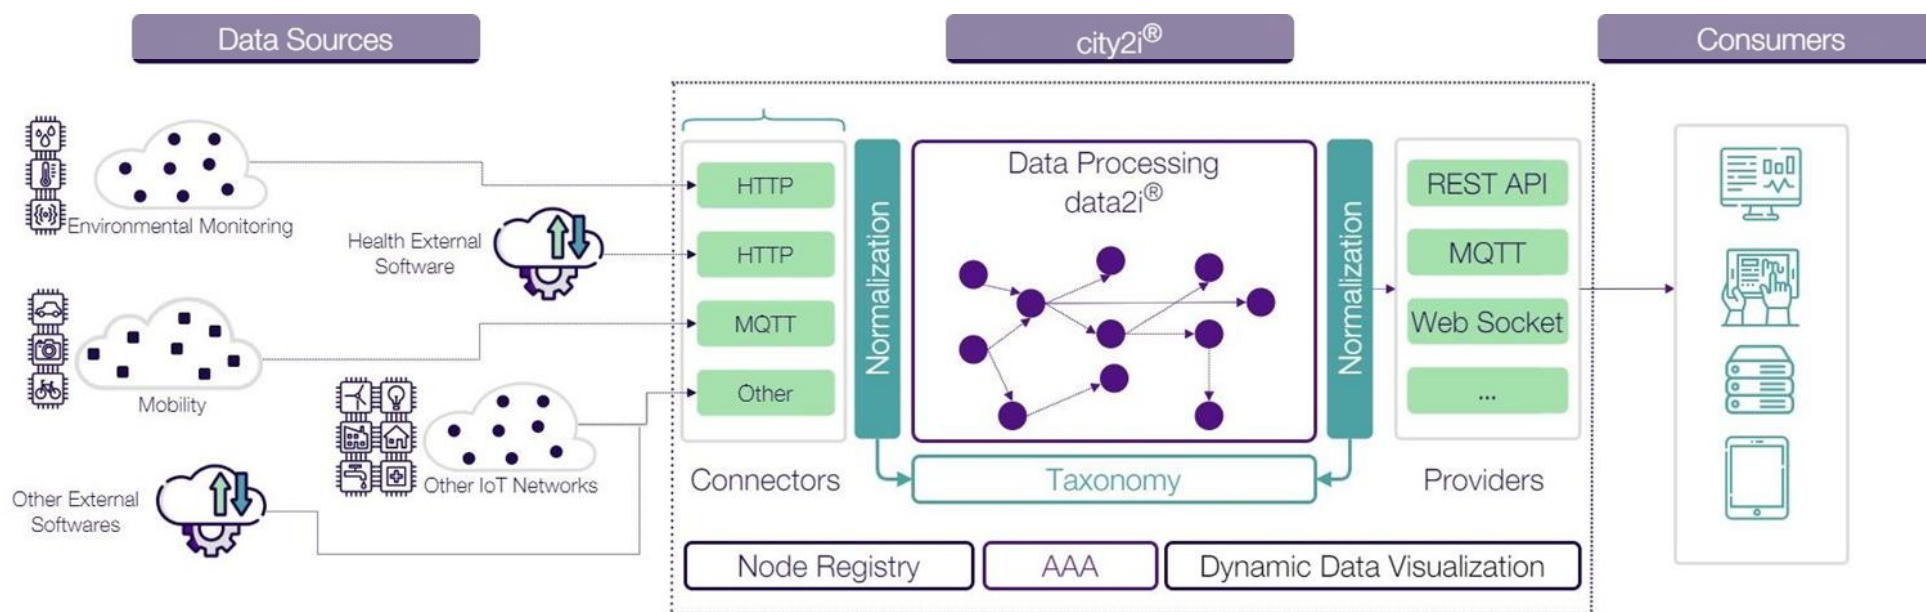 Data Sources
city2i®
Consumers
Environmental Monitoring
Health External
Software
Mobility
Other IoT Networks
Other External
Softwares
HTTP
HTTP
MQTT
Other
Connectors
Normalization
Data Processing
data2i®
Normalization
Taxonomy
REST API
MQTT
Web Socket
...
Providers
Node Registry
AAA
Dynamic Data Visualization